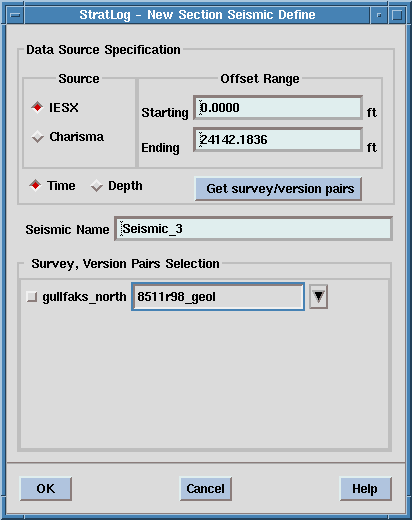 StratLog - New Section Seismic Define
Data Source Specification
Source
Offset Range
IESX
Starting 0.0000 ft
Charisma
Ending 24142.1836 ft
Time Depth Get survey/version pairs
Seismic Name Seismic_3
Survey, Version Pairs Selection
gullfaks_north 8511r98_geol
OK Cancel Help